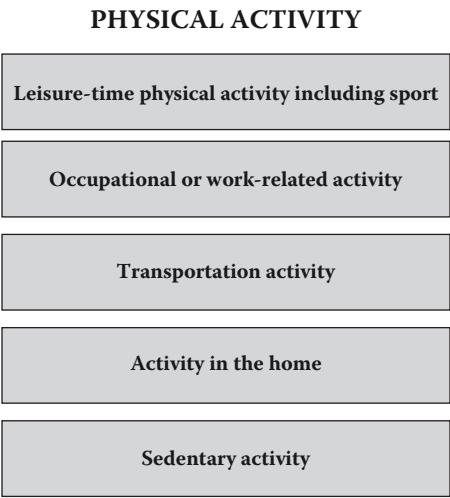 PHYSICAL ACTIVITY
Leisure-time physical activity including sport
Occupational or work-related activity
Transportation activity
Activity in the home
Sedentary activity